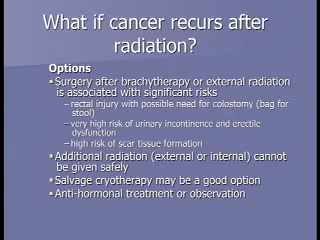 What if cancer recurs after
radiation?
Options
▪Surgery after brachytherapy or external radiation
is associated with significant risks
– rectal injury with possible need for colostomy (bag for
stool)
– very high risk of urinary incontinence and erectile
dysfunction
– high risk of scar tissue formation
▪Additional radiation (external or internal) cannot
be given safely
▪Salvage cryotherapy may be a good option
▪Anti-hormonal treatment or observation